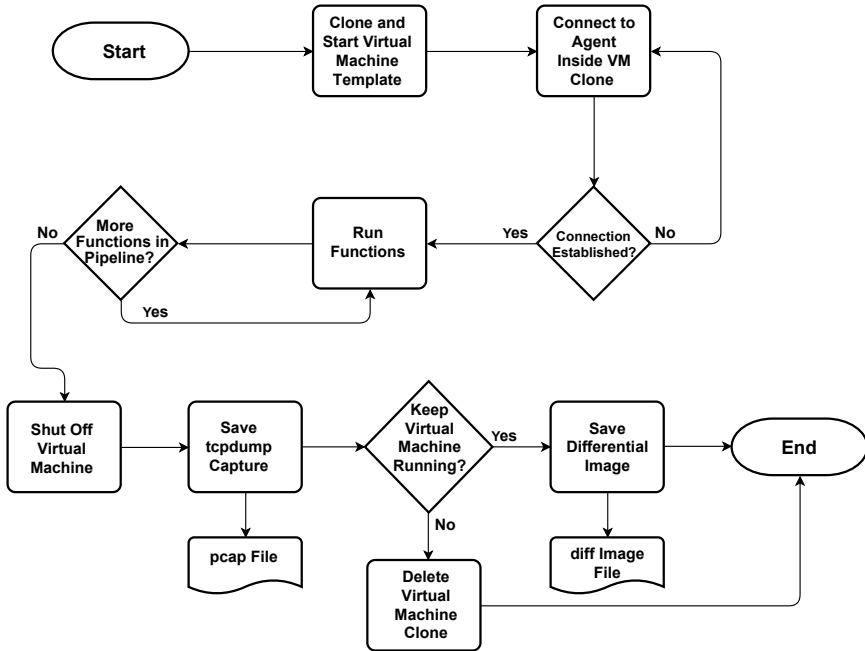 Start
Clone and
Start Virtual
Machine
Template
Connect to
Agent
Inside VM
Clone
Connection
Established?
No
Yes
Run
Functions
More
Functions in
Pipeline?
Yes
No
Shut Off
Virtual
Machine
Save
tcpdump
Capture
pcap File
Keep
Virtual
Machine
Running?
Yes
Save
Differential
Image
diff Image
File
No
Delete
Virtual
Machine
Clone
End